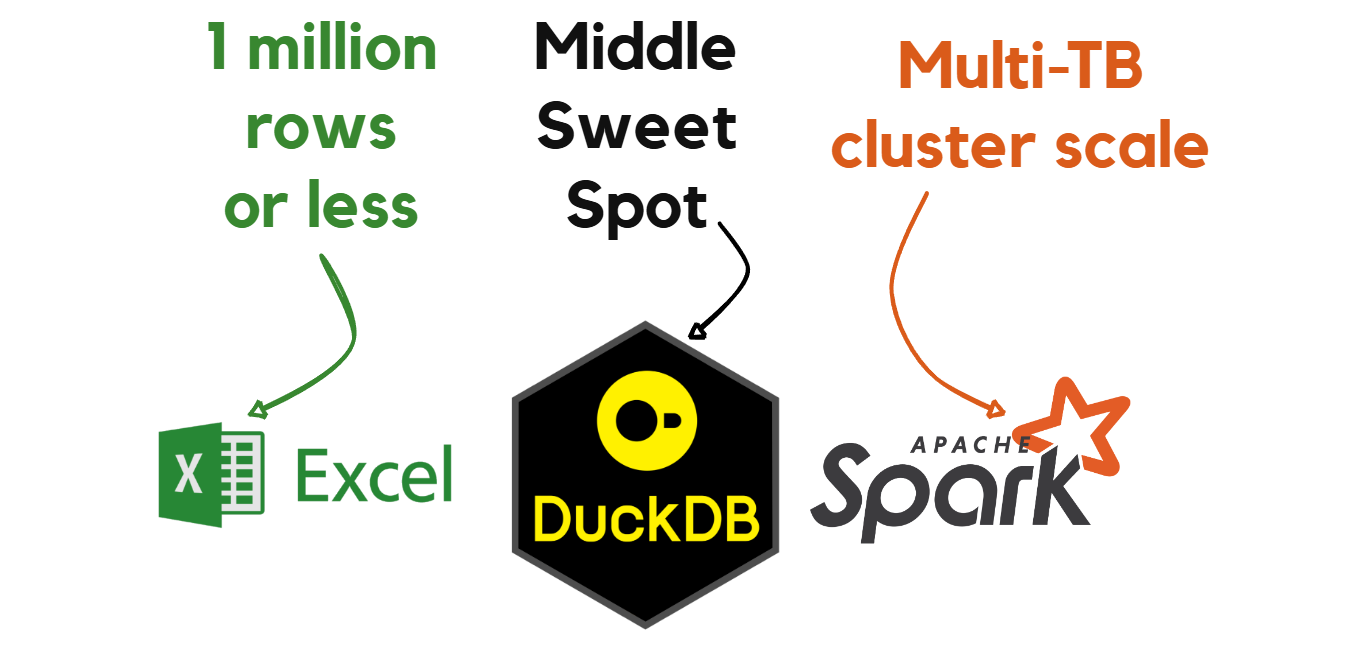 1 million
rows
or less
Middle
Sweet
Spot
Multi-TB
cluster scale
X
Excel
DuckDB
APACHE
Spark